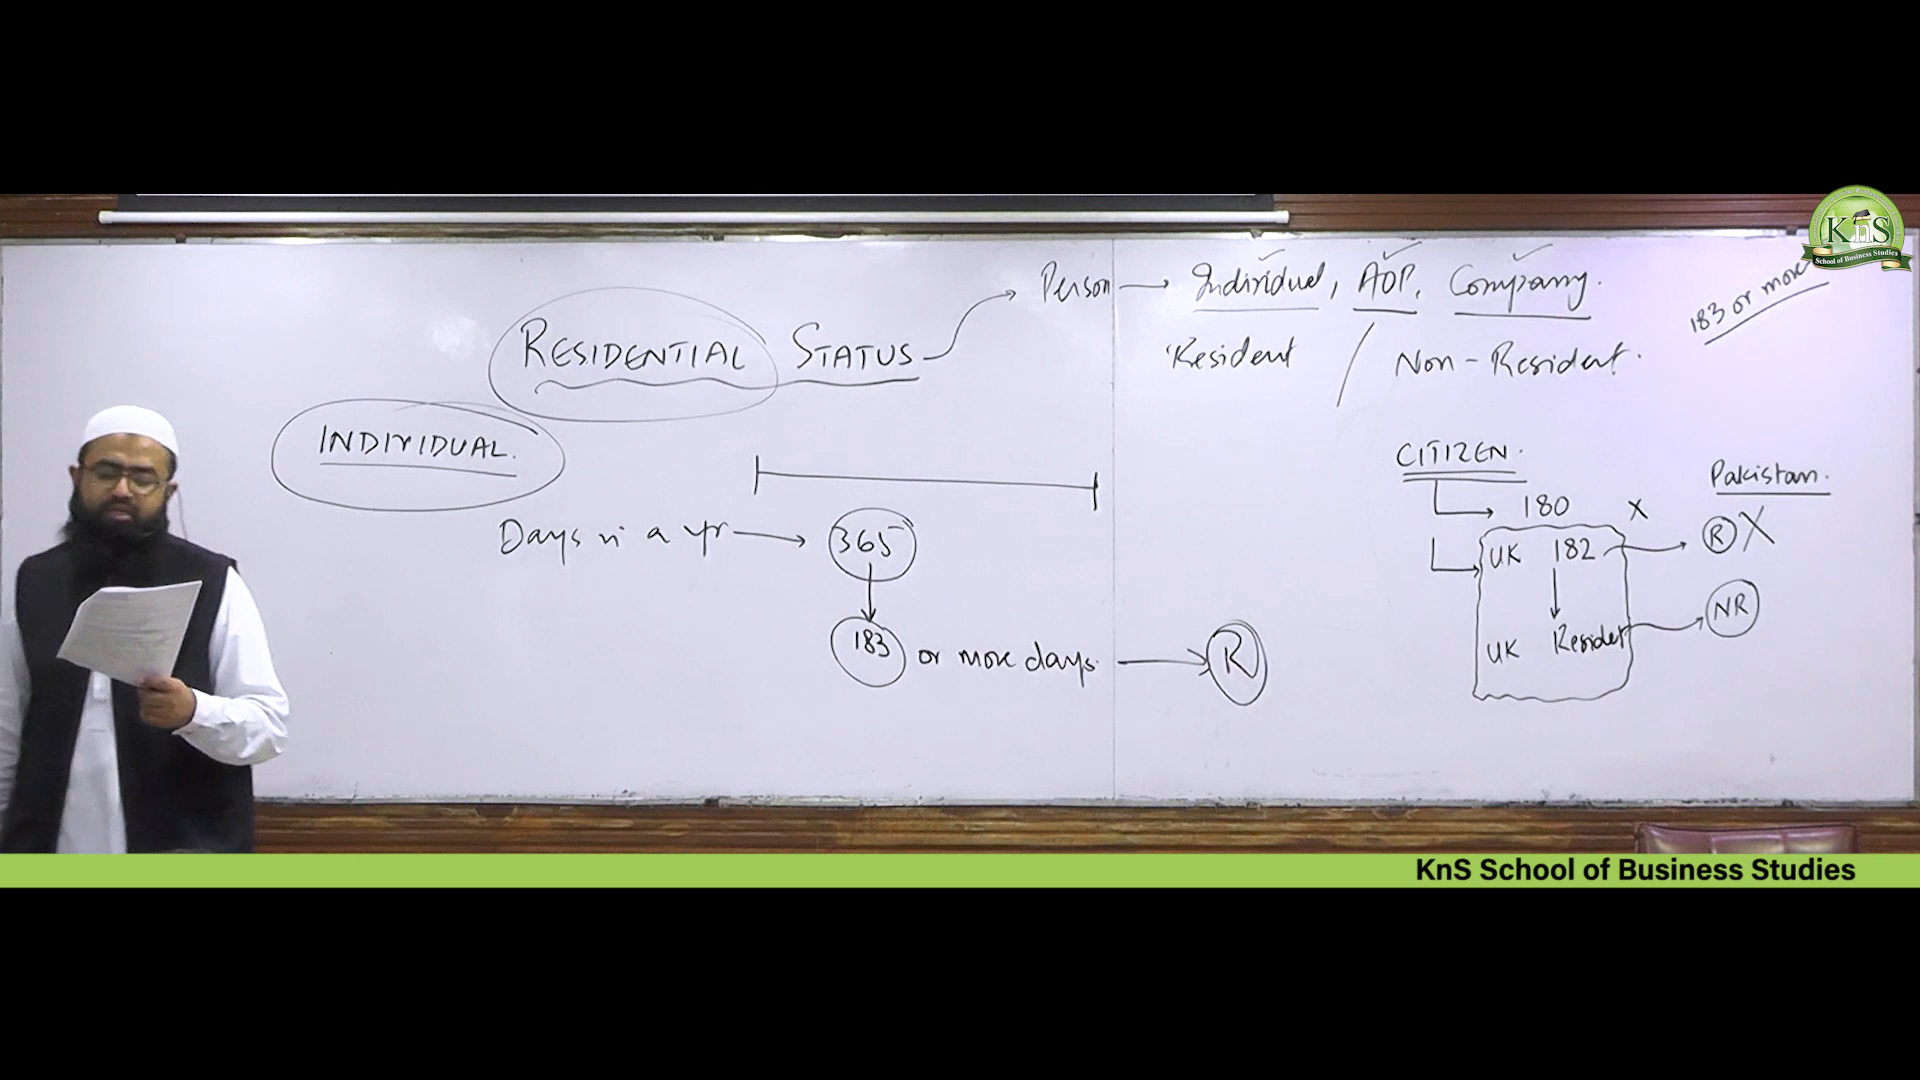 Person → Individual, AOP, Company.
183 or more
RESIDENTIAL STATUS
Resident / Non-Resident.
INDIVIDUAL.
CITIZEN.
Pakistan.
180 X
Days in a yr → 365
UK 182 → R X
183 or more days. → R
UK Resident → NR
KnS
School of Business Studies
KnS School of Business Studies